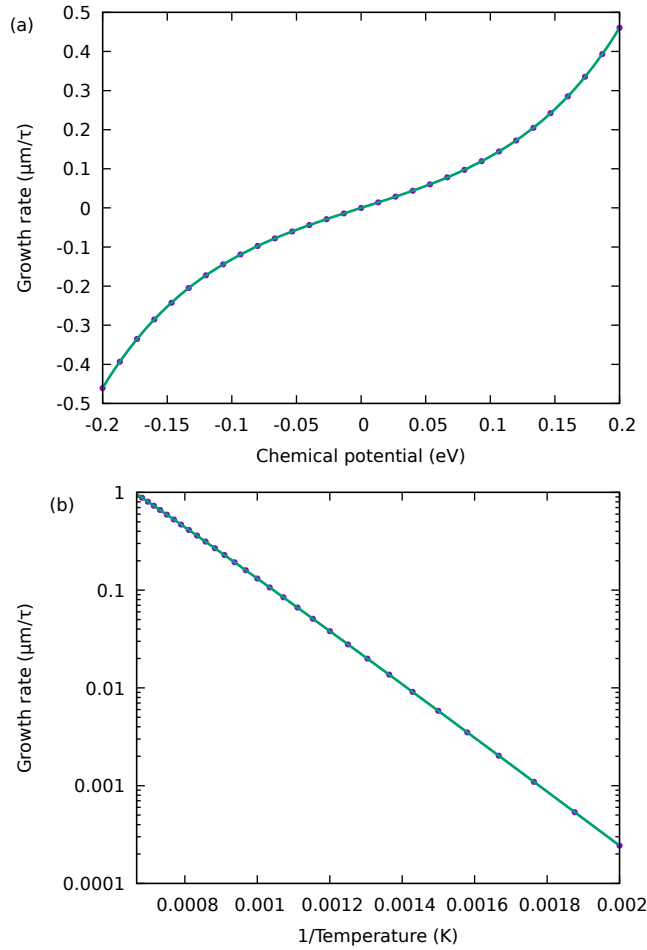 (a)
0.5
0.4
0.3
0.2
0.1
0
-0.1
-0.2
-0.3
-0.4
-0.5
Growth rate (μm/τ)
-0.2 -0.15 -0.1 -0.05 0 0.05 0.1 0.15 0.2
Chemical potential (eV)
(b)
1
0.1
0.01
0.001
0.0001
Growth rate (μm/τ)
0.0008 0.001 0.0012 0.0014 0.0016 0.0018 0.002
1/Temperature (K)